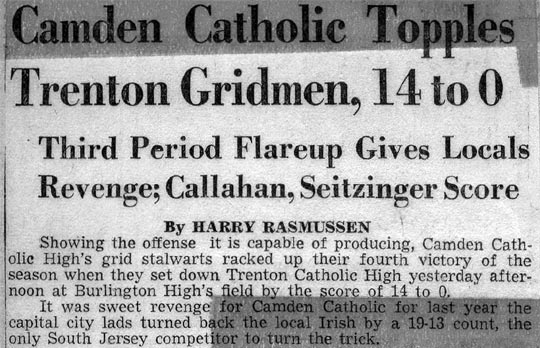 Camden Catholic Topples
Trenton Gridmen, 14 to 0
Third Period Flareup Gives Locals
Revenge; Callahan, Seitzinger Score
By HARRY RASMUSSEN
Showing the offense it is capable of producing, Camden Cath-
olic High's grid stalwarts racked up their fourth victory of the
season when they set down Trenton Catholic High yesterday after-
noon at Burlington High's field by the score of 14 to 0.
It was sweet revenge for Camden Catholic for last year the
capital city lads turned back the local Irish by a 19-13 count, the
only South Jersey competitor to turn the trick.